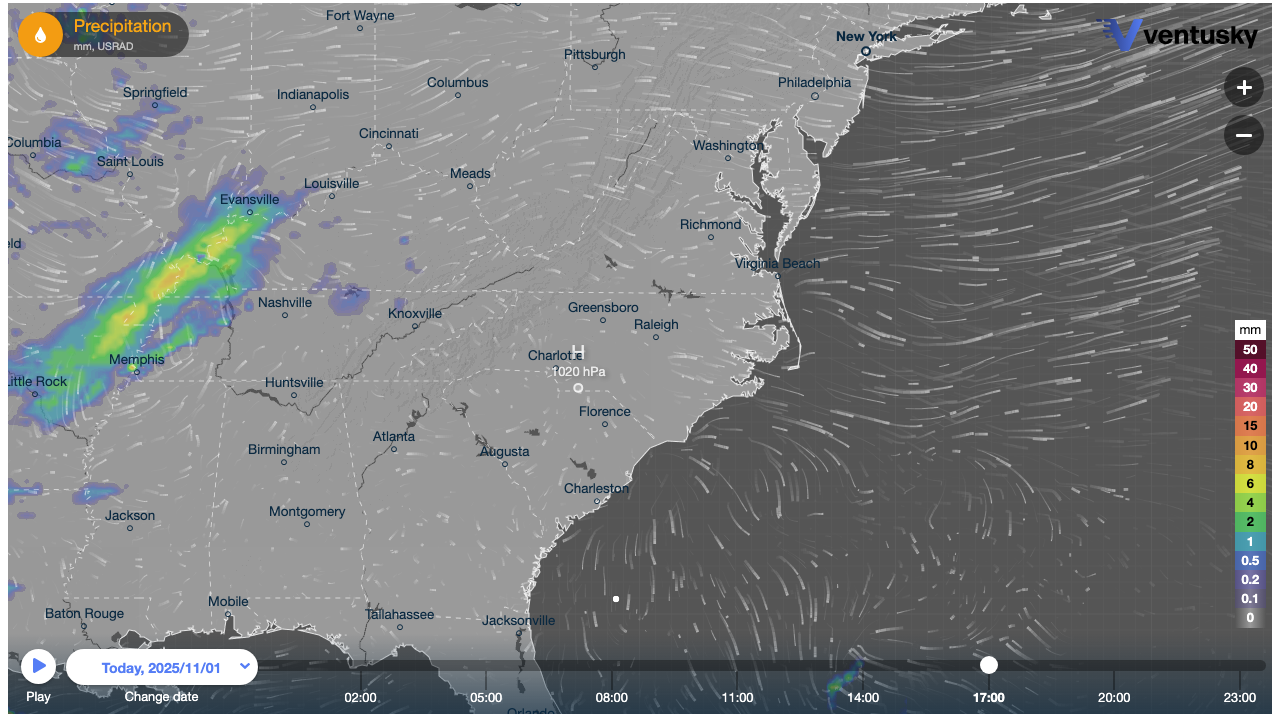 Precipitation
mm, USRAD
Fort Wayne
New York
ventusky
Pittsburgh
Springfield
Indianapolis
Columbus
Philadelphia
+
Columbia
Cincinnati
Washington
−
Saint Louis
Louisville
Meads
Evansville
Richmond
eld
Virginia Beach
Nashville
Knoxville
Greensboro
Raleigh
mm
Memphis
Charlotte
H
1020 hPa
50
Little Rock
Huntsville
40
30
Florence
20
Atlanta
15
Birmingham
Augusta
10
8
Charleston
6
Jackson
Montgomery
4
2
1
0.5
0.2
Baton Rouge
Mobile
Tallahassee
Jacksonville
0.1
0
Today, 2025/11/01
Play
Change date
02:00
05:00
08:00
11:00
14:00
17:00
20:00
23:00
Orlando